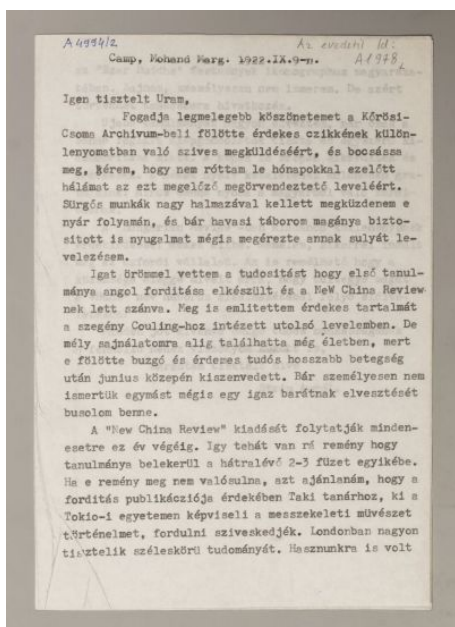 A 4994/2
Az eredeti ld:
A 1978,
Camp, Mohand Marg. 1922.IX.9-n.
Igen tisztelt Uram,
Fogadja legmelegebb köszönetemet a Kőrösi-
Csoma Archivum-beli fölötte érdekes czikkének külön-
lenyomatban való szives megküldéséért, és bocsássa
meg, kérem, hogy nem róttam le hónapokkal ezelőtt
hálámat az ezt megelőző megörvendeztető leveléért.
Sürgős munkák nagy halmazával kellett megküzdenem e
nyár folyamán, és bár havasi táborom magánya bizto-
sitott is nyugalmat mégis megérezte annak sulyát le-
velezésem.
Igat örömmel vettem a tudositást hogy első tanul-
mánya angol forditása elkészült és a NeW China Review-
nek lett szánva. Meg is emlitettem érdekes tartalmát
a szegény Couling-hoz intézett utolsó levelemben. De
mély sajnálatomra alig találhatta még életben, mert
e fölötte buzgó és érderes tudós hosszabb betegség
után junius közepén kiszenvedett. Bár személyesen nem
ismertük egymást mégis egy igaz barátnak elvesztését
busolom benne.
A "New China Review" kiadását folytatják minden-
esetre ez év végéig. Igy tehát van rá remény hogy
tanulmánya belekerül a hátralévő 2-3 füzet egyikébe.
Ha e remény meg nem valósulna, azt ajánlanám, hogy a
forditás publikácziója érdekében Taki tanárhoz, ki a
Tokio-i egyetemen képviseli a messzekeleti müvészet
történelmet, fordulni sziveskedjék. Londonban nagyon
tisztelik széleskörü tudományát. Hasznunkra is volt